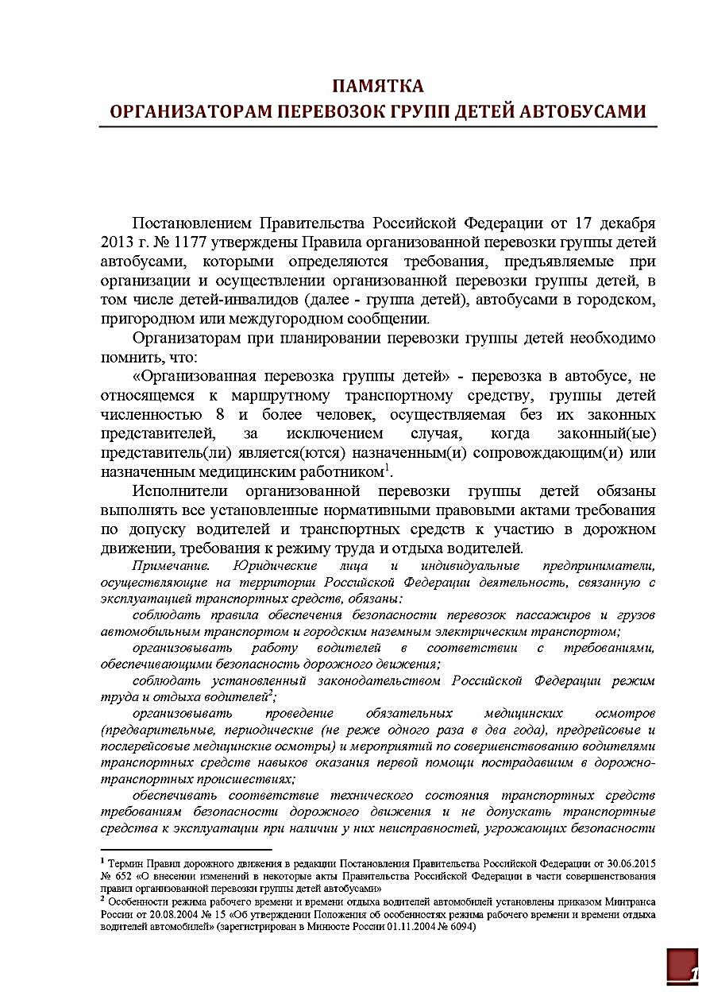 ПАМЯТКА
ОРГАНИЗАТОРАМ ПЕРЕВОЗОК ГРУПП ДЕТЕЙ АВТОБУСАМИ
Постановлением Правительства Российской Федерации от 17 декабря
2013 г. № 1177 утверждены Правила организованной перевозки группы детей
автобусами, которыми определяются требования, предъявляемые при
организации и осуществлении организованной перевозки группы детей, в
том числе детей-инвалидов (далее - группа детей), автобусами в городском,
пригородном или междугородном сообщении.
Организаторам при планировании перевозки группы детей необходимо
помнить, что:
«Организованная перевозка группы детей» - перевозка в автобусе, не
относящемся к маршрутному транспортному средству, группы детей
численностью 8 и более человек, осуществляемая без их законных
представителей, за исключением случая, когда законный(ые)
представитель(ли) является(ются) назначенным(и) сопровождающим(и) или
назначенным медицинским работником¹.
Исполнители организованной перевозки группы детей обязаны
выполнять все установленные нормативными правовыми актами требования
по допуску водителей и транспортных средств к участию в дорожном
движении, требования к режиму труда и отдыха водителей.
Примечание. Юридические лица и индивидуальные предприниматели,
осуществляющие на территории Российской Федерации деятельность, связанную с
эксплуатацией транспортных средств, обязаны:
соблюдать правила обеспечения безопасности перевозок пассажиров и грузов
автомобильным транспортом и городским наземным электрическим транспортом;
организовывать работу водителей в соответствии с требованиями,
обеспечивающими безопасность дорожного движения;
соблюдать установленный законодательством Российской Федерации режим
труда и отдыха водителей²;
организовывать проведение обязательных медицинских осмотров
(предварительные, периодические (не реже одного раза в два года), предрейсовые и
послерейсовые медицинские осмотры) и мероприятий по совершенствованию водителями
транспортных средств навыков оказания первой помощи пострадавшим в дорожно-
транспортных происшествиях;
обеспечивать соответствие технического состояния транспортных средств
требованиям безопасности дорожного движения и не допускать транспортные
средства к эксплуатации при наличии у них неисправностей, угрожающих безопасности
¹ Термин Правил дорожного движения в редакции Постановления Правительства Российской Федерации от 30.06.2015
№ 652 «О внесении изменений в некоторые акты Правительства Российской Федерации в части совершенствования
правил организованной перевозки группы детей автобусами»
² Особенности режима рабочего времени и времени отдыха водителей автомобилей установлены приказом Минтранса
России от 20.08.2004 № 15 «Об утверждении Положения об особенностях режима рабочего времени и времени отдыха
водителей автомобилей» (зарегистрирован в Минюсте России 01.11.2004 № 6094)
1